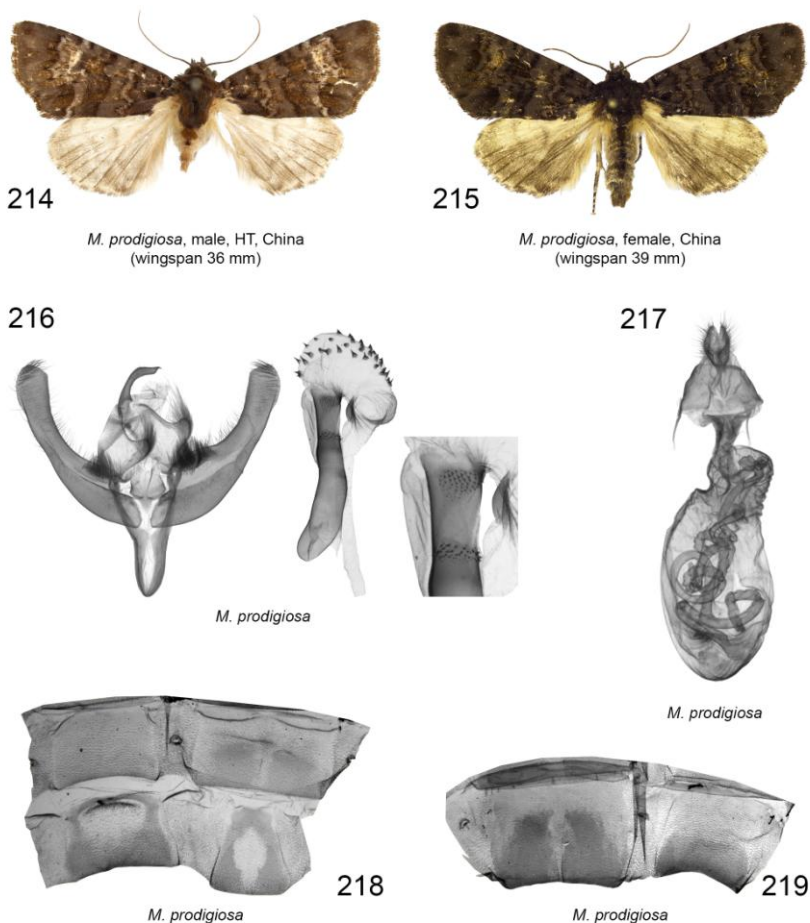 214
M. prodigiosa, male, HT, China
(wingspan 36 mm)
215
M. prodigiosa, female, China
(wingspan 39 mm)
216
M. prodigiosa
217
M. prodigiosa
218
M. prodigiosa
219
M. prodigiosa